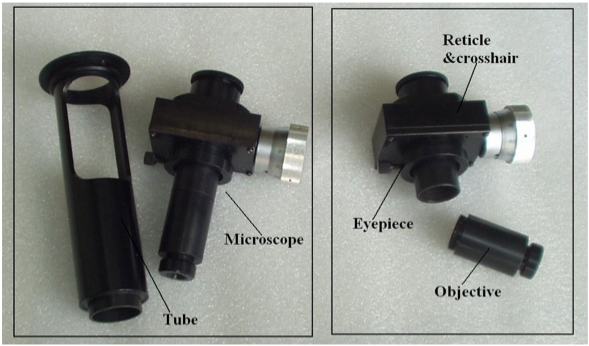 Microscope
Tube
Reticle
&crosshair
Eyepiece
Objective